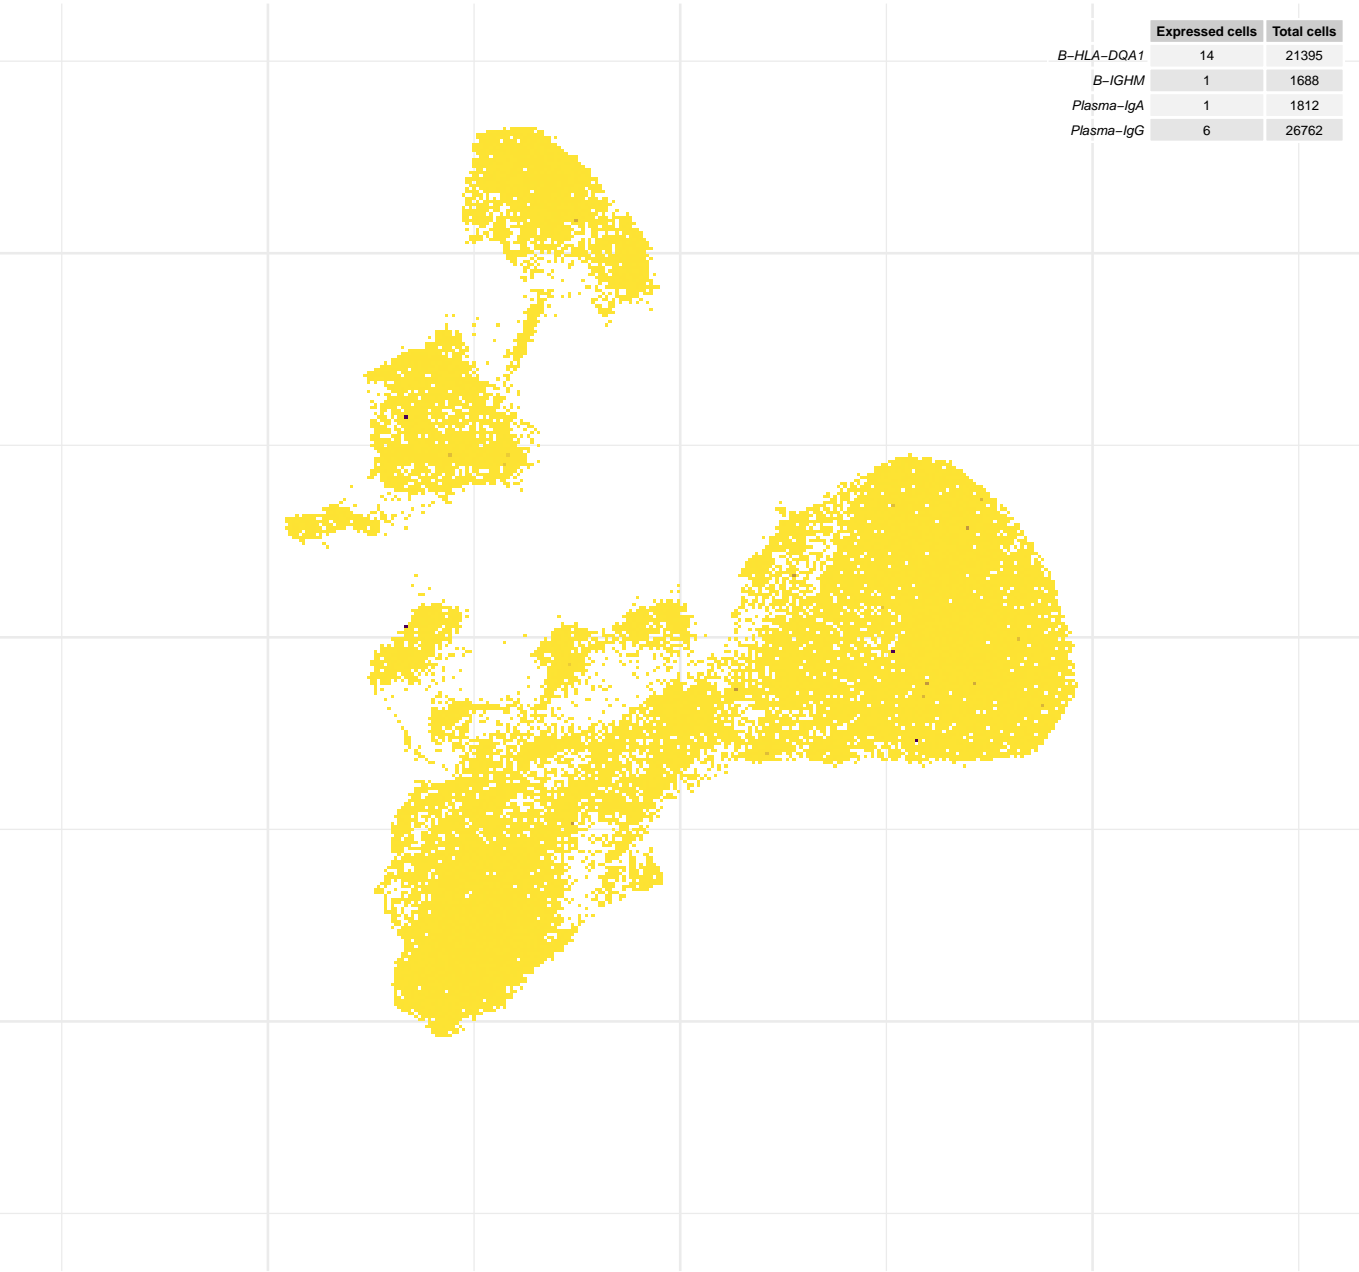 Expressed cells Total cells
B−HLA−DQA1 14 21395
B−IGHM 1 1688
Plasma−IgA 1 1812
Plasma−IgG 6 26762